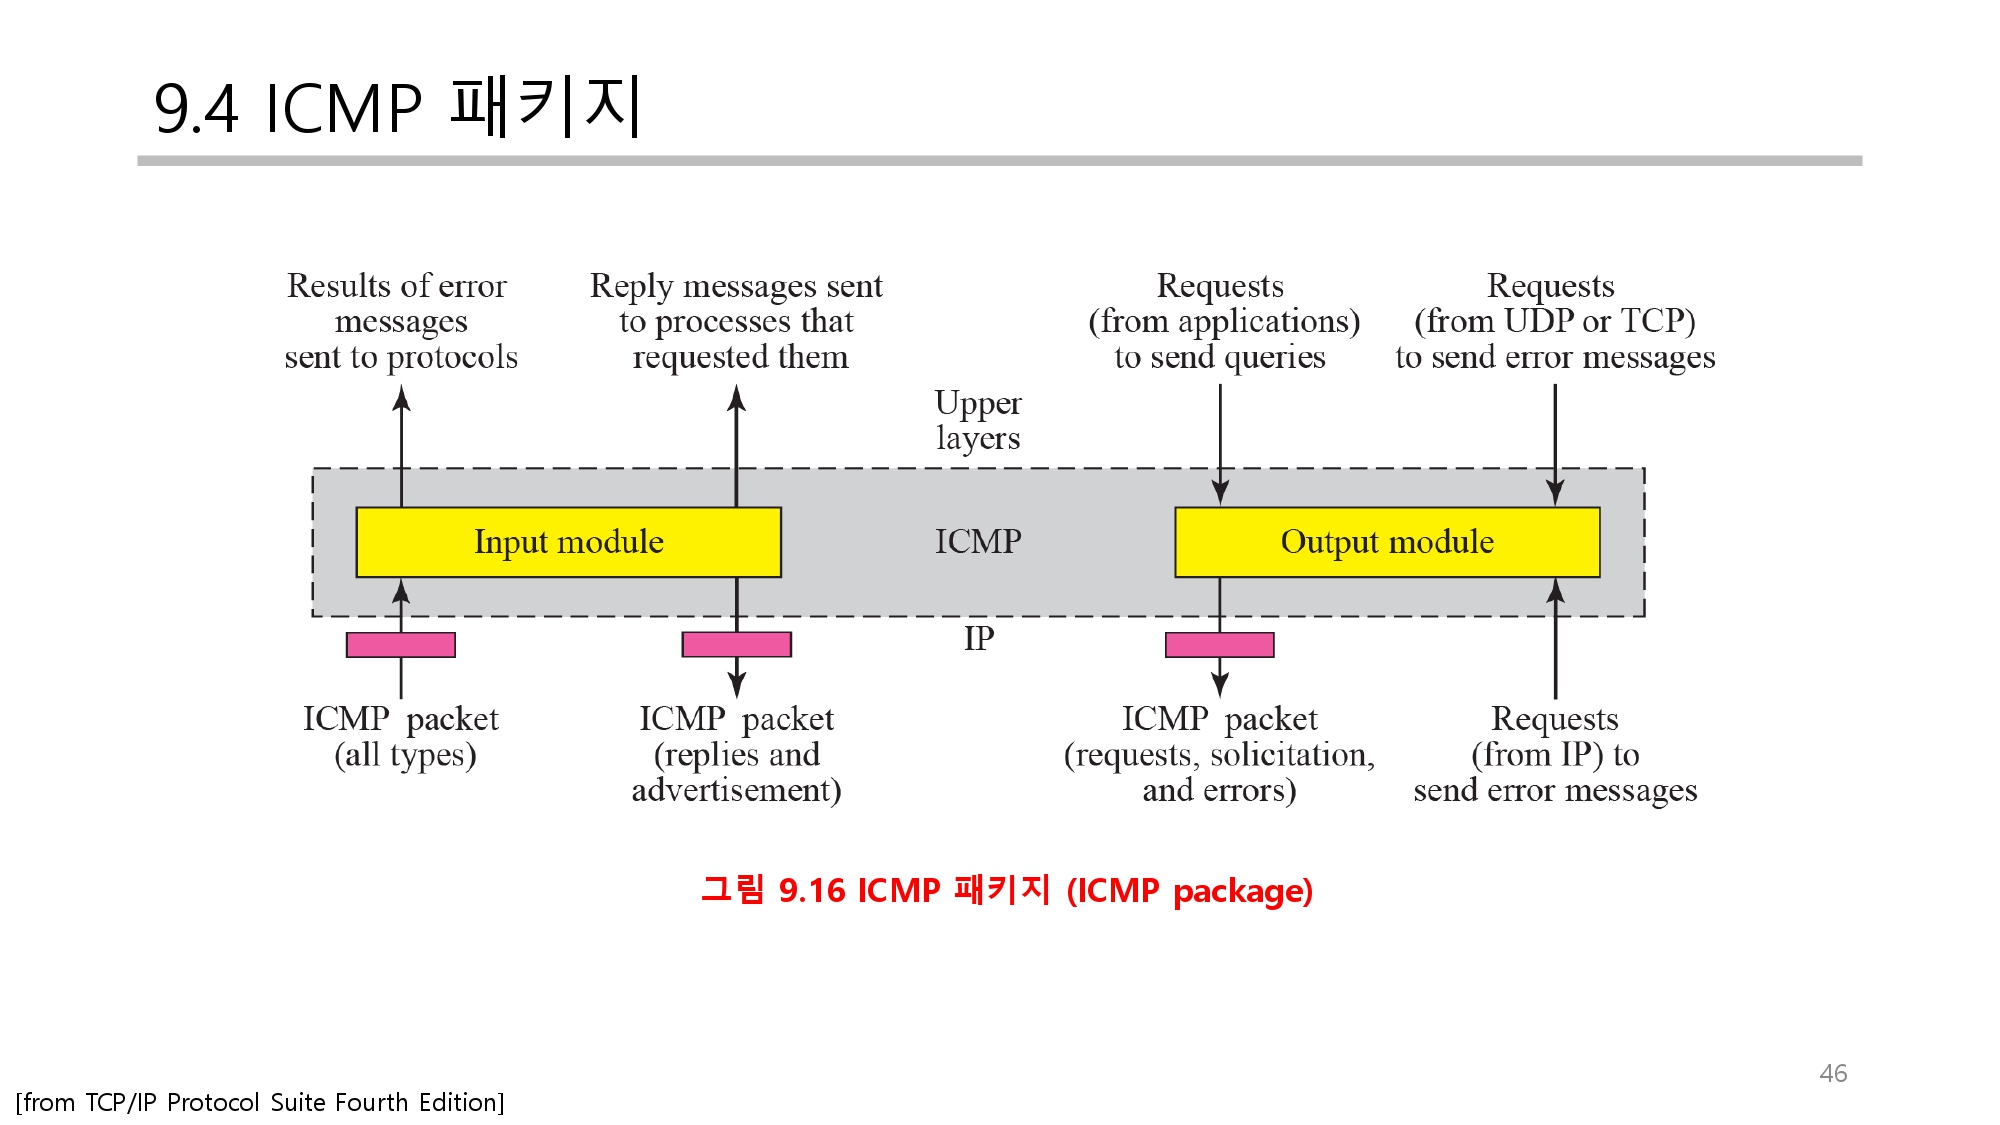 9.4 ICMP 패키지
Results of error
messages
sent to protocols
Reply messages sent
to processes that
requested them
Requests
(from applications)
to send queries
Requests
(from UDP or TCP)
to send error messages
Upper
layers
Input module
ICMP
Output module
IP
ICMP packet
(all types)
ICMP packet
(replies and
advertisement)
ICMP packet
(requests, solicitation,
and errors)
Requests
(from IP) to
send error messages
그림 9.16 ICMP 패키지 (ICMP package)
46
[from TCP/IP Protocol Suite Fourth Edition]